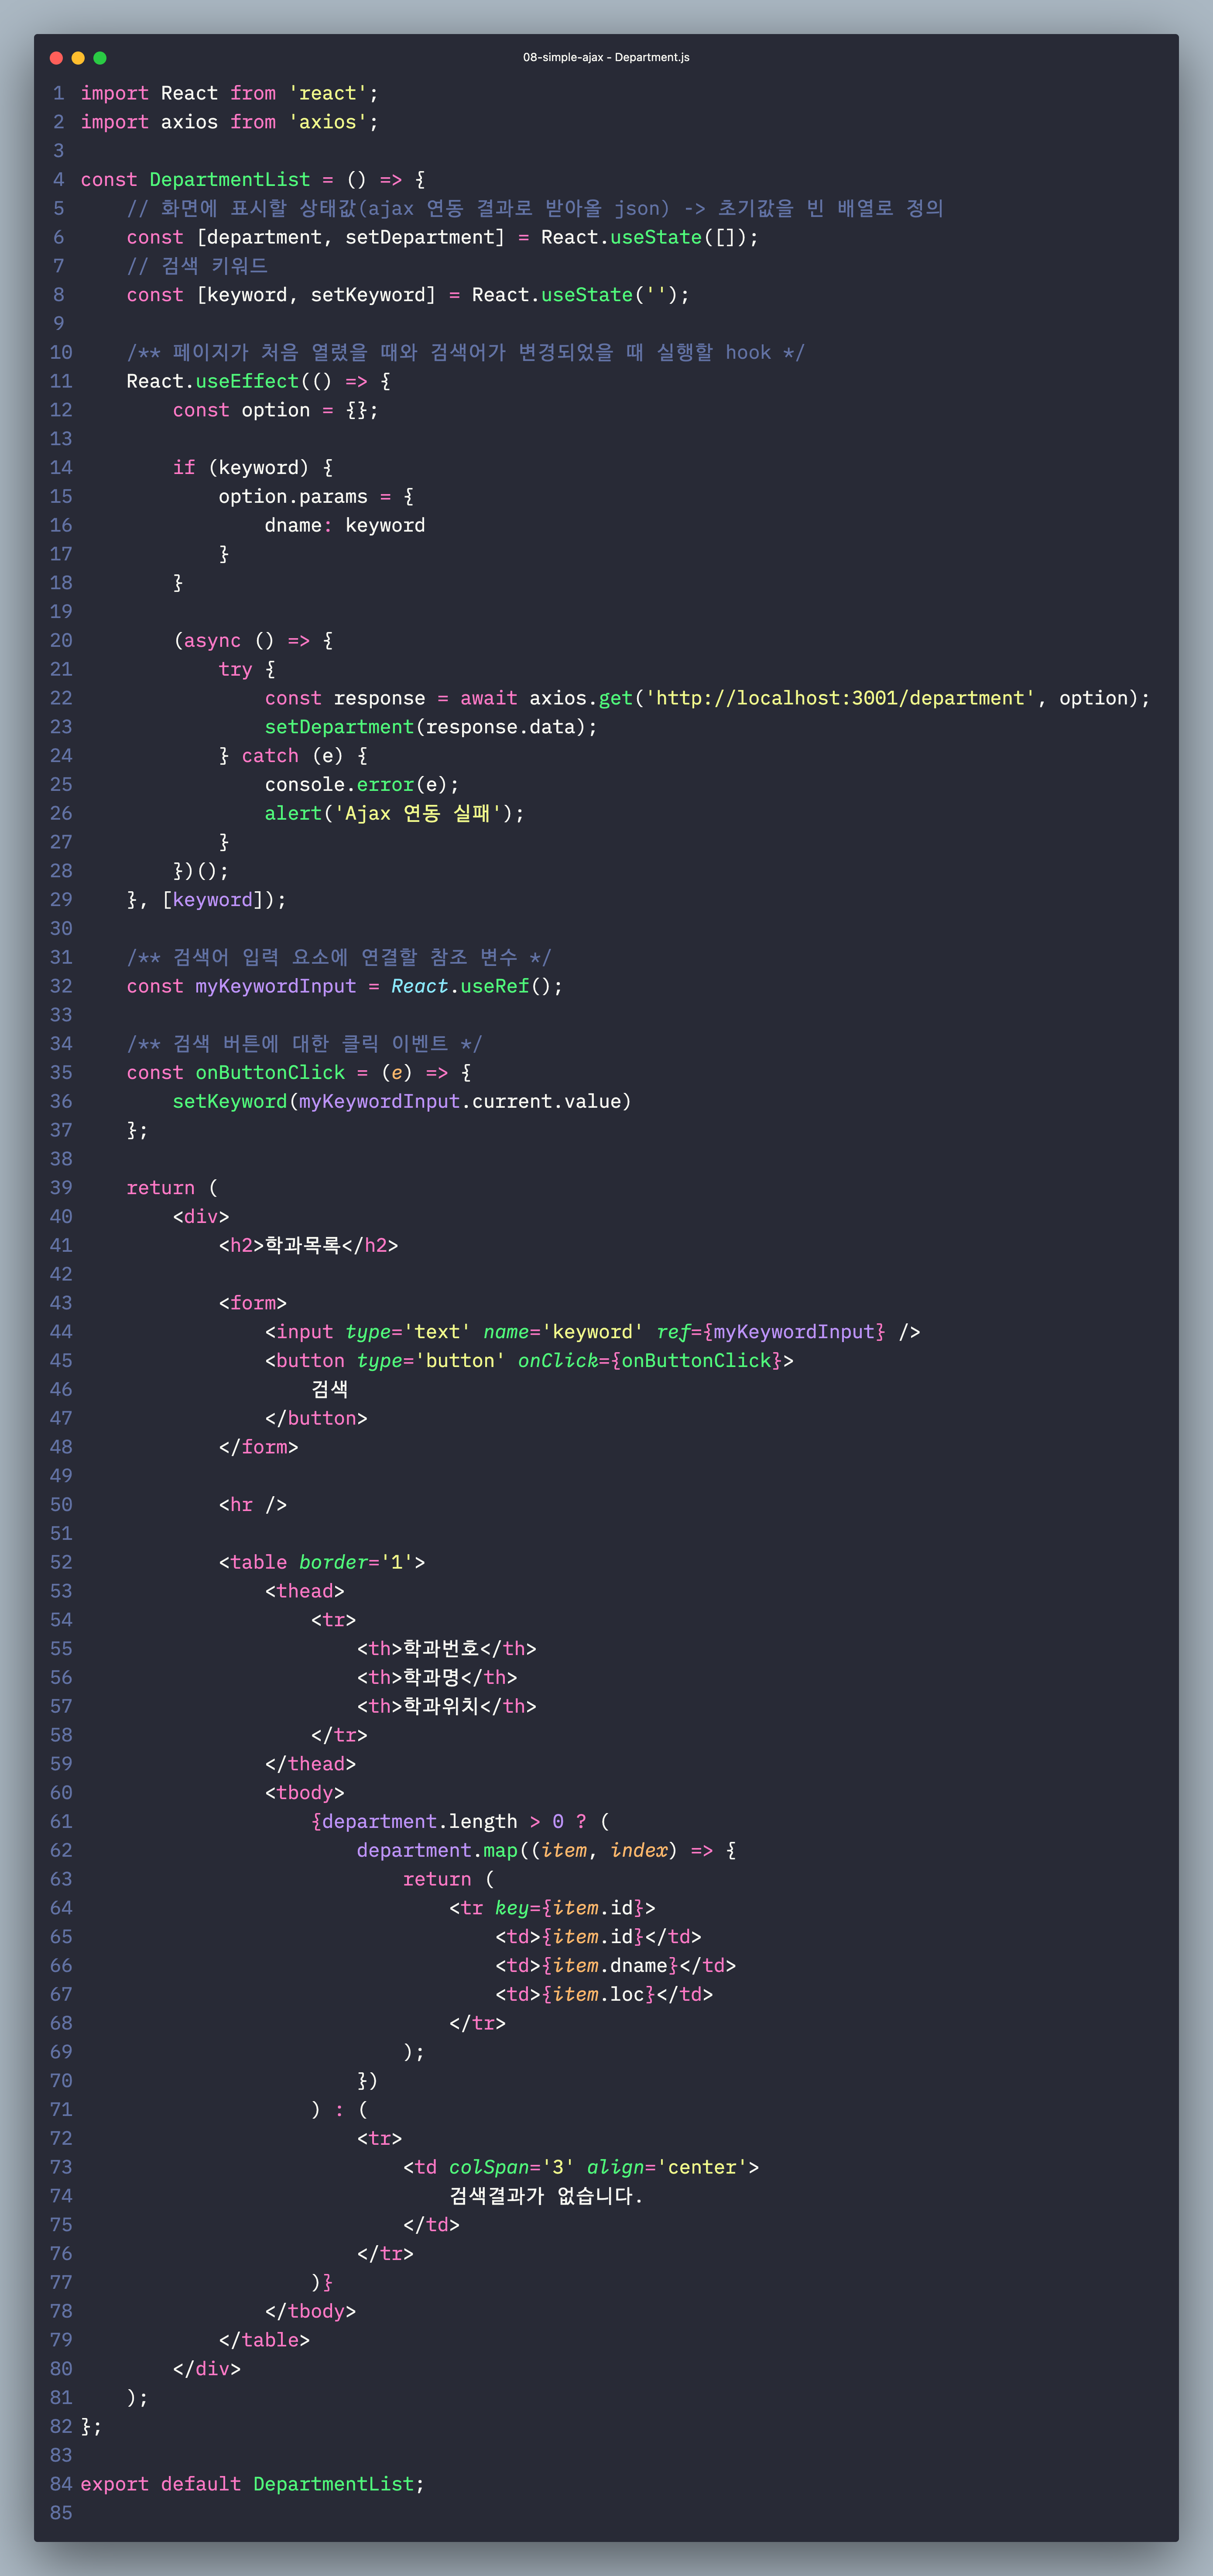 08-simple-ajax - Department.js
1 import React from 'react';
2 import axios from 'axios';
3
4 const DepartmentList = () => {
5     // 화면에 표시할 상태값(ajax 연동 결과로 받아올 json) -> 초기값을 빈 배열로 정의
6     const [department, setDepartment] = React.useState([]);
7     // 검색 키워드
8     const [keyword, setKeyword] = React.useState('');
9
10     /** 페이지가 처음 열렸을 때와 검색어가 변경되었을 때 실행할 hook */
11     React.useEffect(() => {
12         const option = {};
13
14         if (keyword) {
15             option.params = {
16                 dname: keyword
17             }
18         }
19
20         (async () => {
21             try {
22                 const response = await axios.get('http://localhost:3001/department', option);
23                 setDepartment(response.data);
24             } catch (e) {
25                 console.error(e);
26                 alert('Ajax 연동 실패');
27             }
28         })();
29     }, [keyword]);
30
31     /** 검색어 입력 요소에 연결할 참조 변수 */
32     const myKeywordInput = React.useRef();
33
34     /** 검색 버튼에 대한 클릭 이벤트 */
35     const onButtonClick = (e) => {
36         setKeyword(myKeywordInput.current.value)
37     };
38
39     return (
40         <div>
41             <h2>학과목록</h2>
42
43             <form>
44                 <input type='text' name='keyword' ref={myKeywordInput} />
45                 <button type='button' onClick={onButtonClick}>
46                     검색
47                 </button>
48             </form>
49
50             <hr />
51
52             <table border='1'>
53                 <thead>
54                     <tr>
55                         <th>학과번호</th>
56                         <th>학과명</th>
57                         <th>학과위치</th>
58                     </tr>
59                 </thead>
60                 <tbody>
61                     {department.length > 0 ? (
62                         department.map((item, index) => {
63                             return (
64                                 <tr key={item.id}>
65                                     <td>{item.id}</td>
66                                     <td>{item.dname}</td>
67                                     <td>{item.loc}</td>
68                                 </tr>
69                             );
70                         })
71                     ) : (
72                         <tr>
73                             <td colSpan='3' align='center'>
74                                 검색결과가 없습니다.
75                             </td>
76                         </tr>
77                     )}
78                 </tbody>
79             </table>
80         </div>
81     );
82 };
83
84 export default DepartmentList;
85